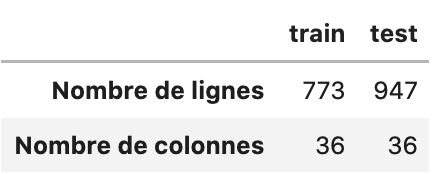 train test
Nombre de lignes 773 947
Nombre de colonnes 36 36